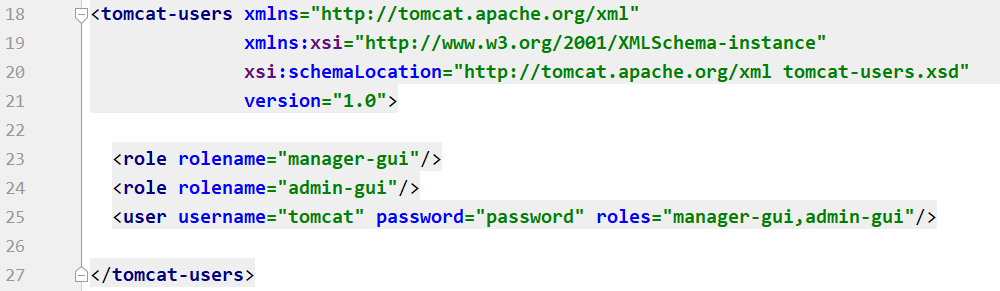 18 <tomcat-users xmlns="http://tomcat.apache.org/xml"
19 xmlns:xsi="http://www.w3.org/2001/XMLSchema-instance"
20 xsi:schemaLocation="http://tomcat.apache.org/xml tomcat-users.xsd"
21 version="1.0">
22
23 <role rolename="manager-gui"/>
24 <role rolename="admin-gui"/>
25 <user username="tomcat" password="password" roles="manager-gui,admin-gui"/>
26
27 </tomcat-users>